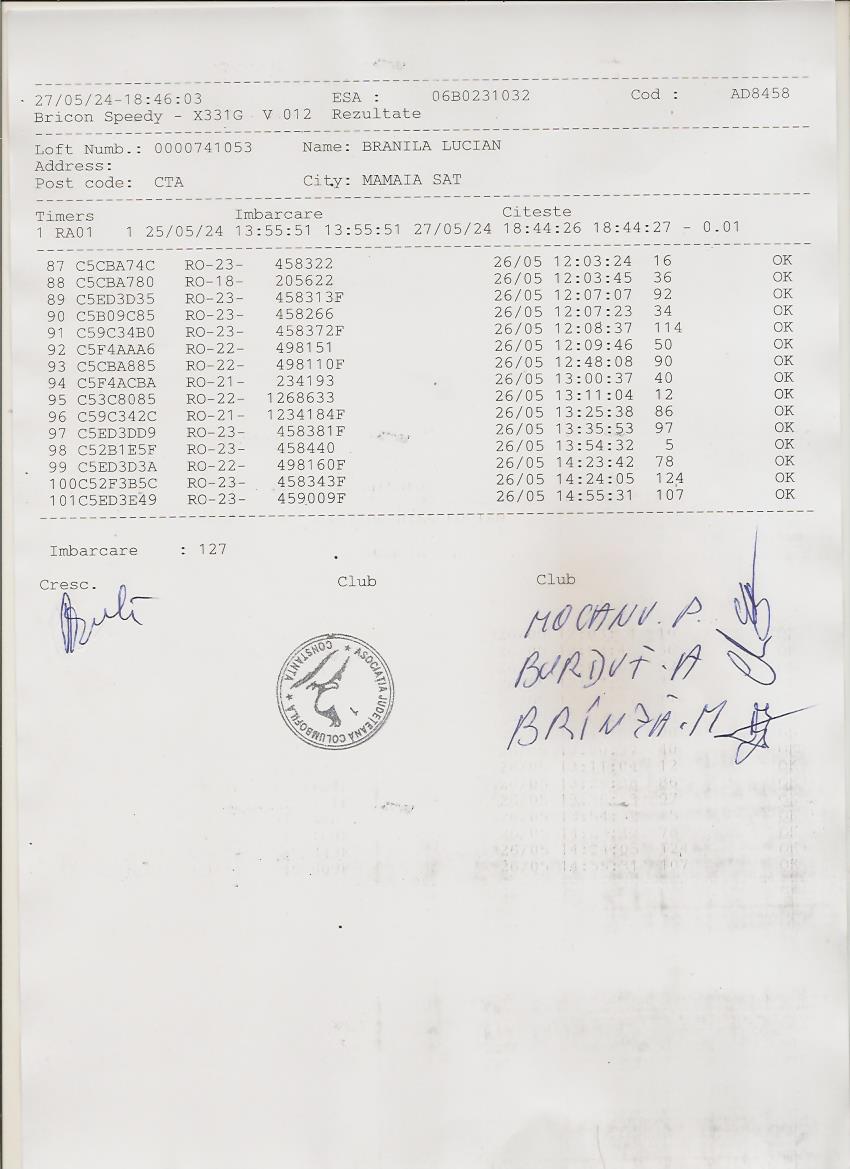 27/05/24-18:46:03 ESA : 06B0231032 Cod : AD8458
Bricon Speedy - X331G V 012 Rezultate
Loft Numb.: 0000741053 Name: BRANILA LUCIAN
Address:
Post code: CTA City: MAMAIA SAT
Timers Imbarcare Citeste
1 RA01 1 25/05/24 13:55:51 13:55:51 27/05/24 18:44:26 18:44:27 - 0.01
87 C5CBA74C RO-23- 458322 26/05 12:03:24 16 OK
88 C5CBA780 RO-18- 205622 26/05 12:03:45 36 OK
89 C5ED3D35 RO-23- 458313F 26/05 12:07:07 92 OK
90 C5B09C85 RO-23- 458266 26/05 12:07:23 34 OK
91 C59C34B0 RO-23- 458372F 26/05 12:08:37 114 OK
92 C5F4AAA6 RO-22- 498151 26/05 12:09:46 50 OK
93 C5CBA885 RO-22- 498110F 26/05 12:48:08 90 OK
94 C5F4ACBA RO-21- 234193 26/05 13:00:37 40 OK
95 C53C8085 RO-22- 1268633 26/05 13:11:04 12 OK
96 C59C342C RO-21- 1234184F 26/05 13:25:38 86 OK
97 C5ED3DD9 RO-23- 458381F 26/05 13:35:53 97 OK
98 C52B1E5F RO-23- 458440 26/05 13:54:32 5 OK
99 C5ED3D3A RO-22- 498160F 26/05 14:23:42 78 OK
100C52F3B5C RO-23- 458343F 26/05 14:24:05 124 OK
101C5ED3E49 RO-23- 459009F 26/05 14:55:31 107 OK
Imbarcare : 127
Cresc. Club Club
MOCANU. P.
BURDUF. A
BRÎNZĂ. M
ASOCIAȚIA JUDEȚEANĂ COLUMBOFILĂ
CONSTANȚA
1